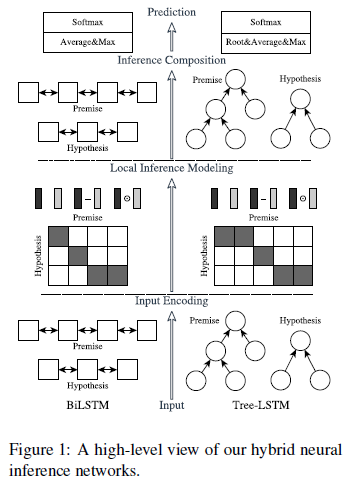 Prediction
Softmax
Average&Max
Softmax
Root&Average&Max
Inference Composition
Premise
Hypothesis
Premise
Hypothesis
Local Inference Modeling
–
–
Premise
Hypothesis
Premise
Hypothesis
Input Encoding
Premise
Hypothesis
Premise
Hypothesis
BiLSTM
Input
Tree-LSTM
Figure 1: A high-level view of our hybrid neural
inference networks.